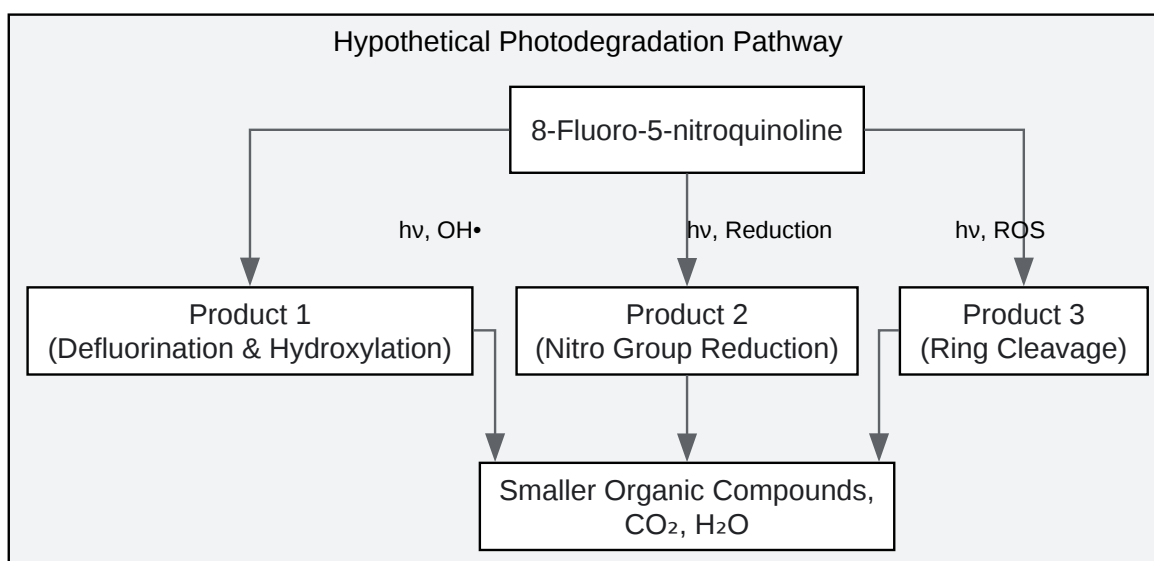 Hypothetical Photodegradation Pathway
8-Fluoro-5-nitroquinoline
hν, OH•
hν, Reduction
hν, ROS
Product 1
(Defluorination & Hydroxylation)
Product 2
(Nitro Group Reduction)
Product 3
(Ring Cleavage)
Smaller Organic Compounds,
CO₂, H₂O